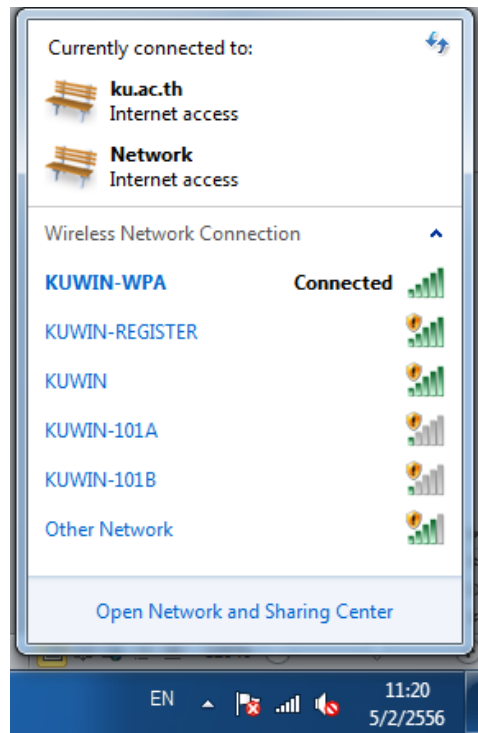 Currently connected to:
ku.ac.th
Internet access
Network
Internet access
Wireless Network Connection
KUWIN-WPA Connected
KUWIN-REGISTER
KUWIN
KUWIN-101A
KUWIN-101B
Other Network
Open Network and Sharing Center
EN 11:20
5/2/2556